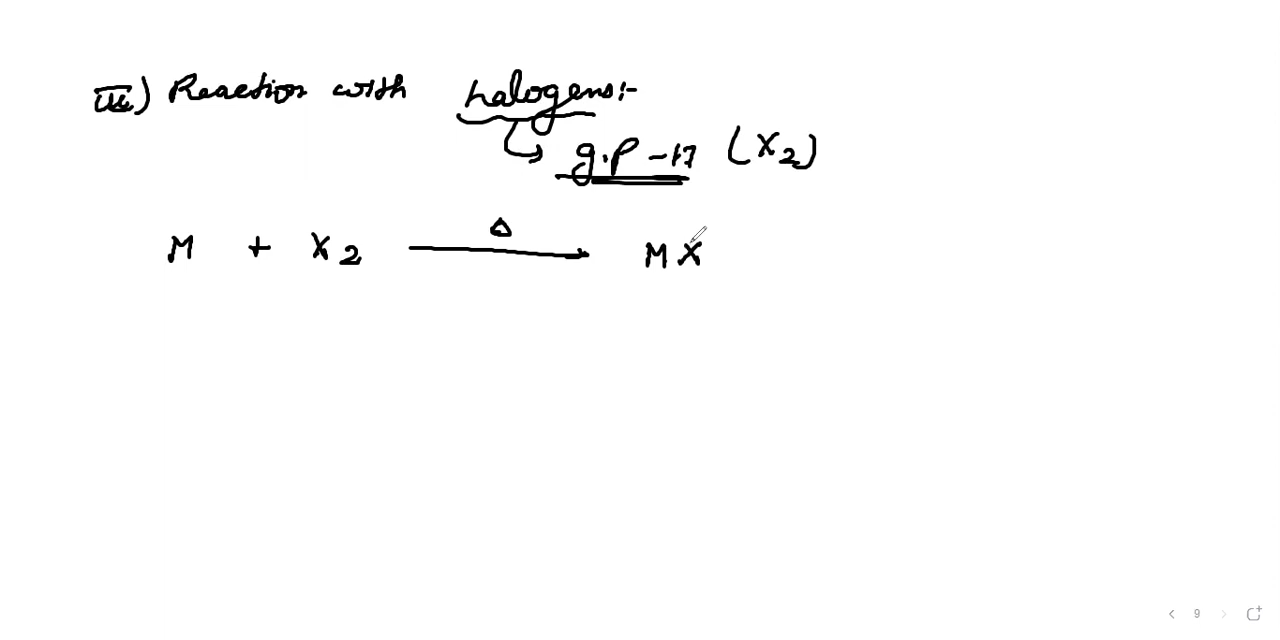 iii) Reaction with halogens:-
g.p-17 (X2)
M + X2 Δ MX
9